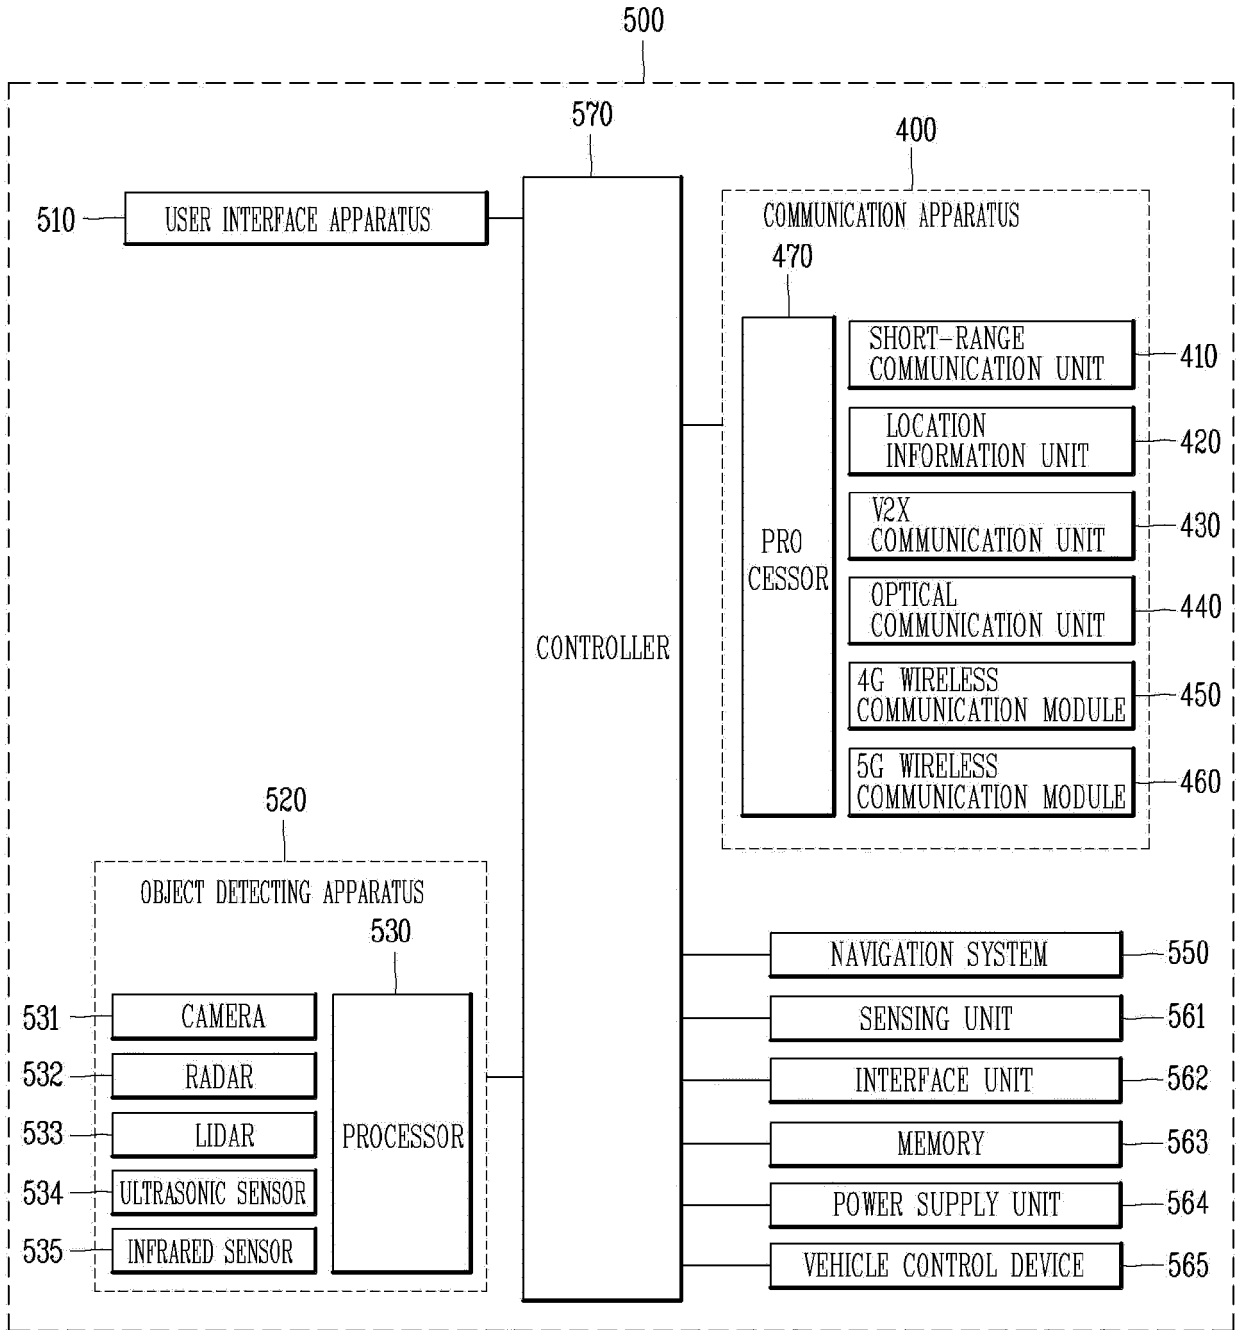 500
570
400
510
USER INTERFACE APPARATUS
COMMUNICATION APPARATUS
470
SHORT-RANGE
COMMUNICATION UNIT
410
LOCATION
INFORMATION UNIT
420
V2X
COMMUNICATION UNIT
430
PRO
CESSOR
OPTICAL
COMMUNICATION UNIT
440
CONTROLLER
4G WIRELESS
COMMUNICATION MODULE
450
5G WIRELESS
COMMUNICATION MODULE
460
520
OBJECT DETECTING APPARATUS
530
531
CAMERA
532
RADAR
533
LIDAR
PROCESSOR
534
ULTRASONIC SENSOR
535
INFRARED SENSOR
NAVIGATION SYSTEM
550
SENSING UNIT
561
INTERFACE UNIT
562
MEMORY
563
POWER SUPPLY UNIT
564
VEHICLE CONTROL DEVICE
565